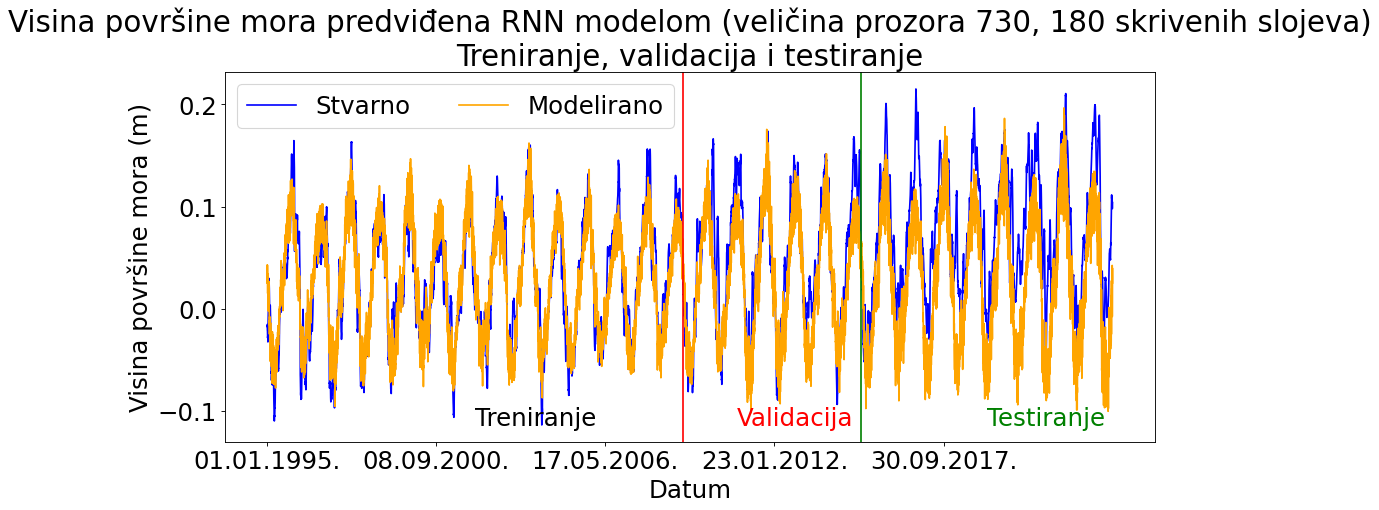 Visina površine mora predviđena RNN modelom (veličina prozora 730, 180 skrivenih slojeva)
Treniranje, validacija i testiranje
Stvarno Modelirano
Visina površine mora (m)
0.2
0.1
0.0
−0.1
Treniranje Validacija Testiranje
01.01.1995. 08.09.2000. 17.05.2006. 23.01.2012. 30.09.2017.
Datum